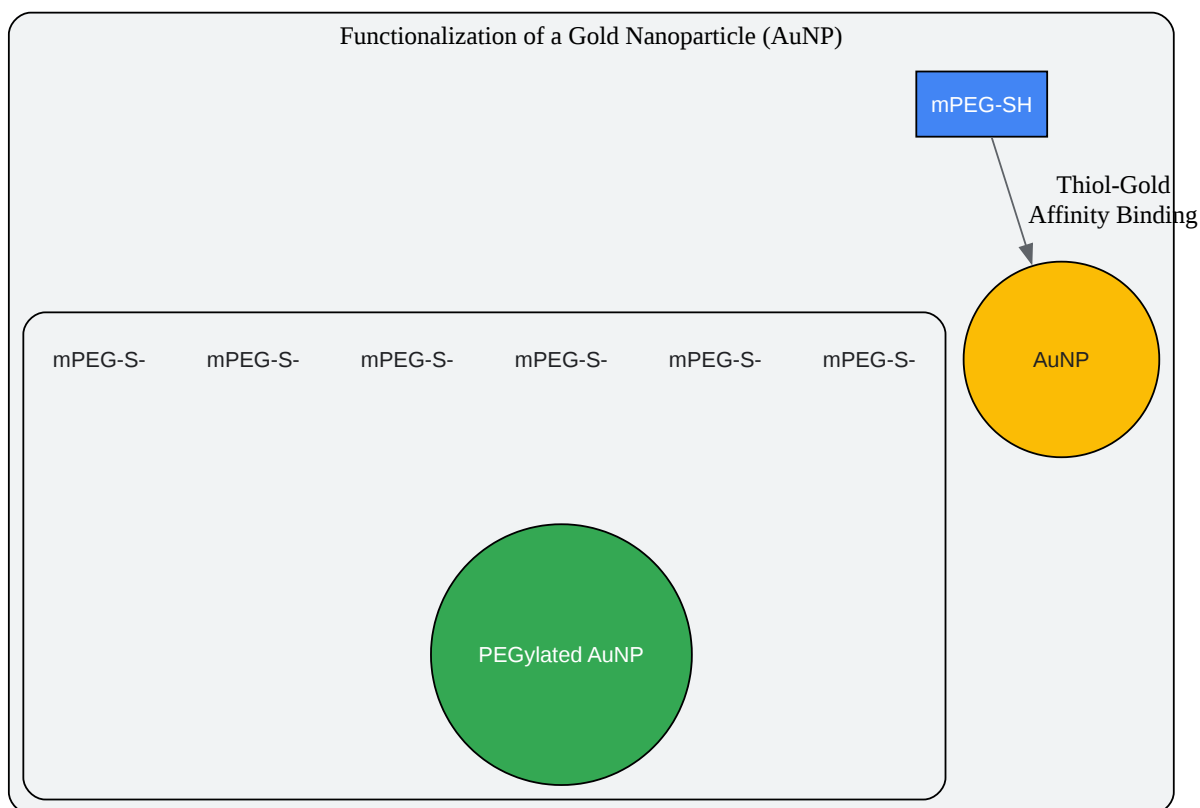 Functionalization of a Gold Nanoparticle (AuNP)
mPEG-SH
Thiol-Gold
Affinity Binding
mPEG-S- mPEG-S- mPEG-S- mPEG-S- mPEG-S- mPEG-S-
AuNP
PEGylated AuNP